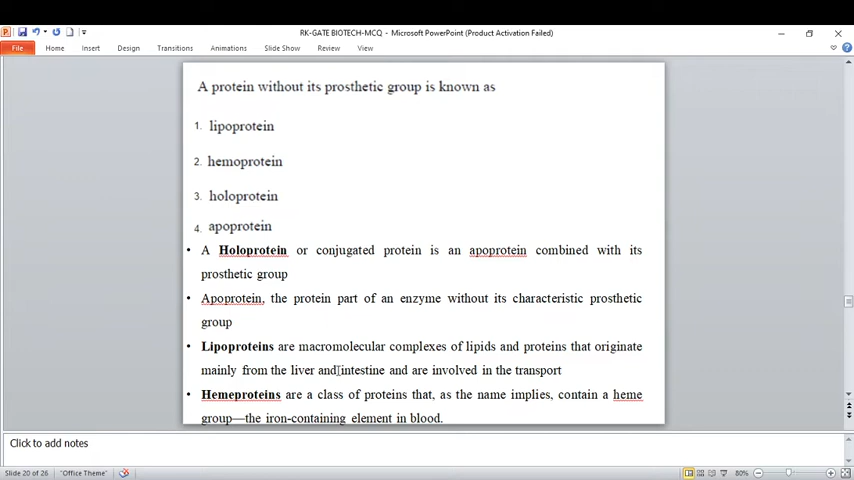 RK-GATE BIOTECH-MCQ - Microsoft PowerPoint (Product Activation Failed)
File Home Insert Design Transitions Animations Slide Show Review View
A protein without its prosthetic group is known as
1. lipoprotein
2. hemoprotein
3. holoprotein
4. apoprotein
• A Holoprotein or conjugated protein is an apoprotein combined with its
prosthetic group
• Apoprotein, the protein part of an enzyme without its characteristic prosthetic
group
• Lipoproteins are macromolecular complexes of lipids and proteins that originate
mainly from the liver and intestine and are involved in the transport
• Hemeproteins are a class of proteins that, as the name implies, contain a heme
group—the iron-containing element in blood.
Click to add notes
Slide 20 of 26 "Office Theme" 80%